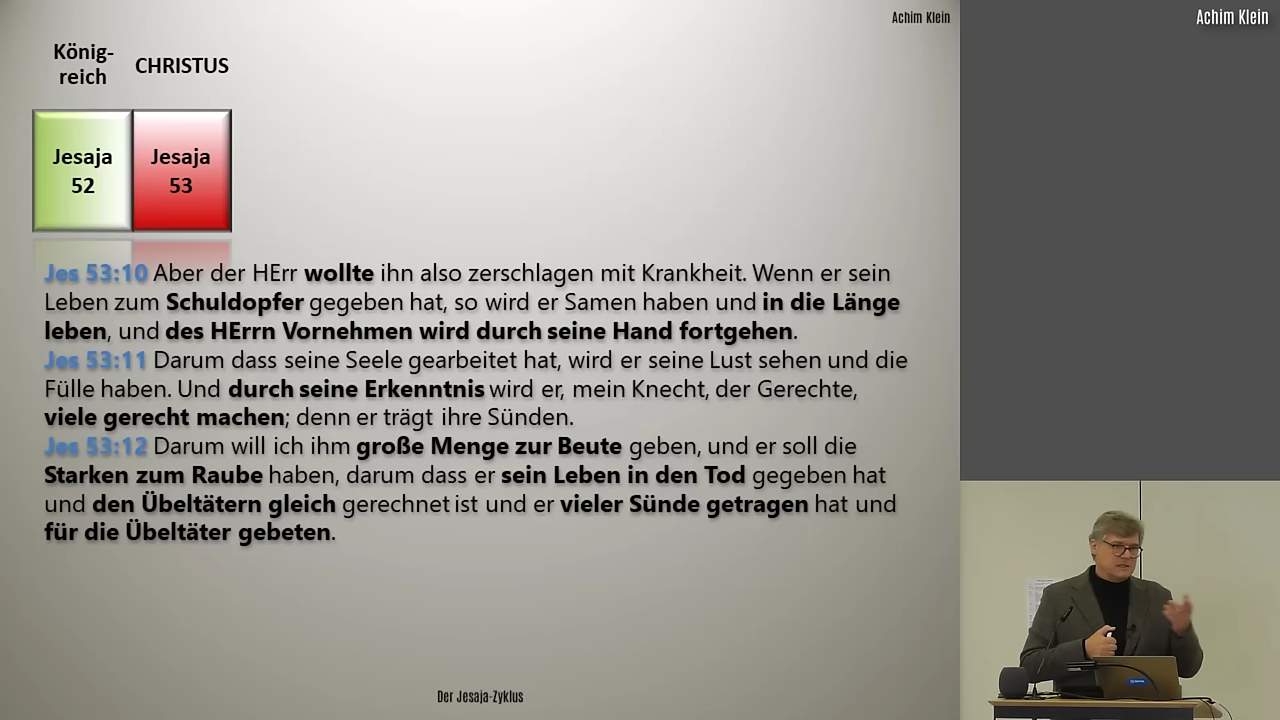 Achim Klein
Achim Klein
König-
reich
CHRISTUS
Jesaja
52
Jesaja
53
Jes 53:10 Aber der HErr wollte ihn also zerschlagen mit Krankheit. Wenn er sein
Leben zum Schuldopfer gegeben hat, so wird er Samen haben und in die Länge
leben, und des HErrn Vornehmen wird durch seine Hand fortgehen.
Jes 53:11 Darum dass seine Seele gearbeitet hat, wird er seine Lust sehen und die
Fülle haben. Und durch seine Erkenntnis wird er, mein Knecht, der Gerechte,
viele gerecht machen; denn er trägt ihre Sünden.
Jes 53:12 Darum will ich ihm große Menge zur Beute geben, und er soll die
Starken zum Raube haben, darum dass er sein Leben in den Tod gegeben hat
und den Übeltätern gleich gerechnet ist und er vieler Sünde getragen hat und
für die Übeltäter gebeten.
Der Jesaja-Zyklus